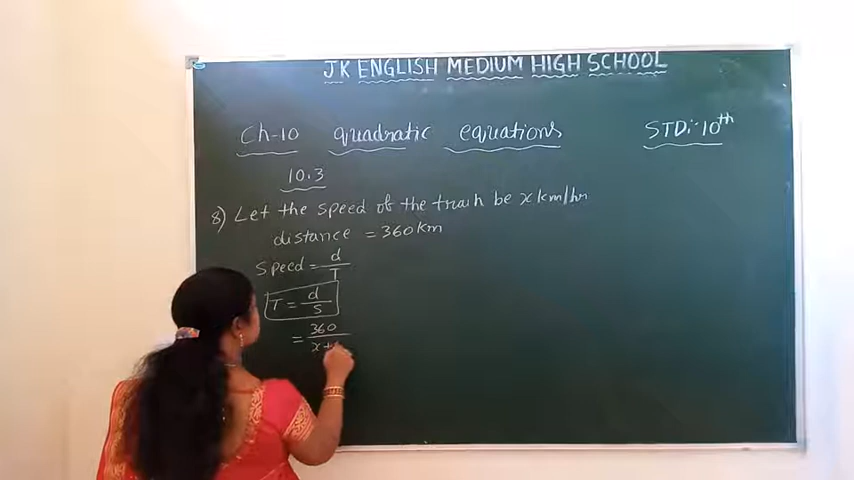 JK ENGLISH MEDIUM HIGH SCHOOL
Ch-10 quadratic equations STD:-10th
10.3
8) Let the speed of the train be x km/hr
distance = 360km
Speed = d/T
T = d/S
= 360/x+